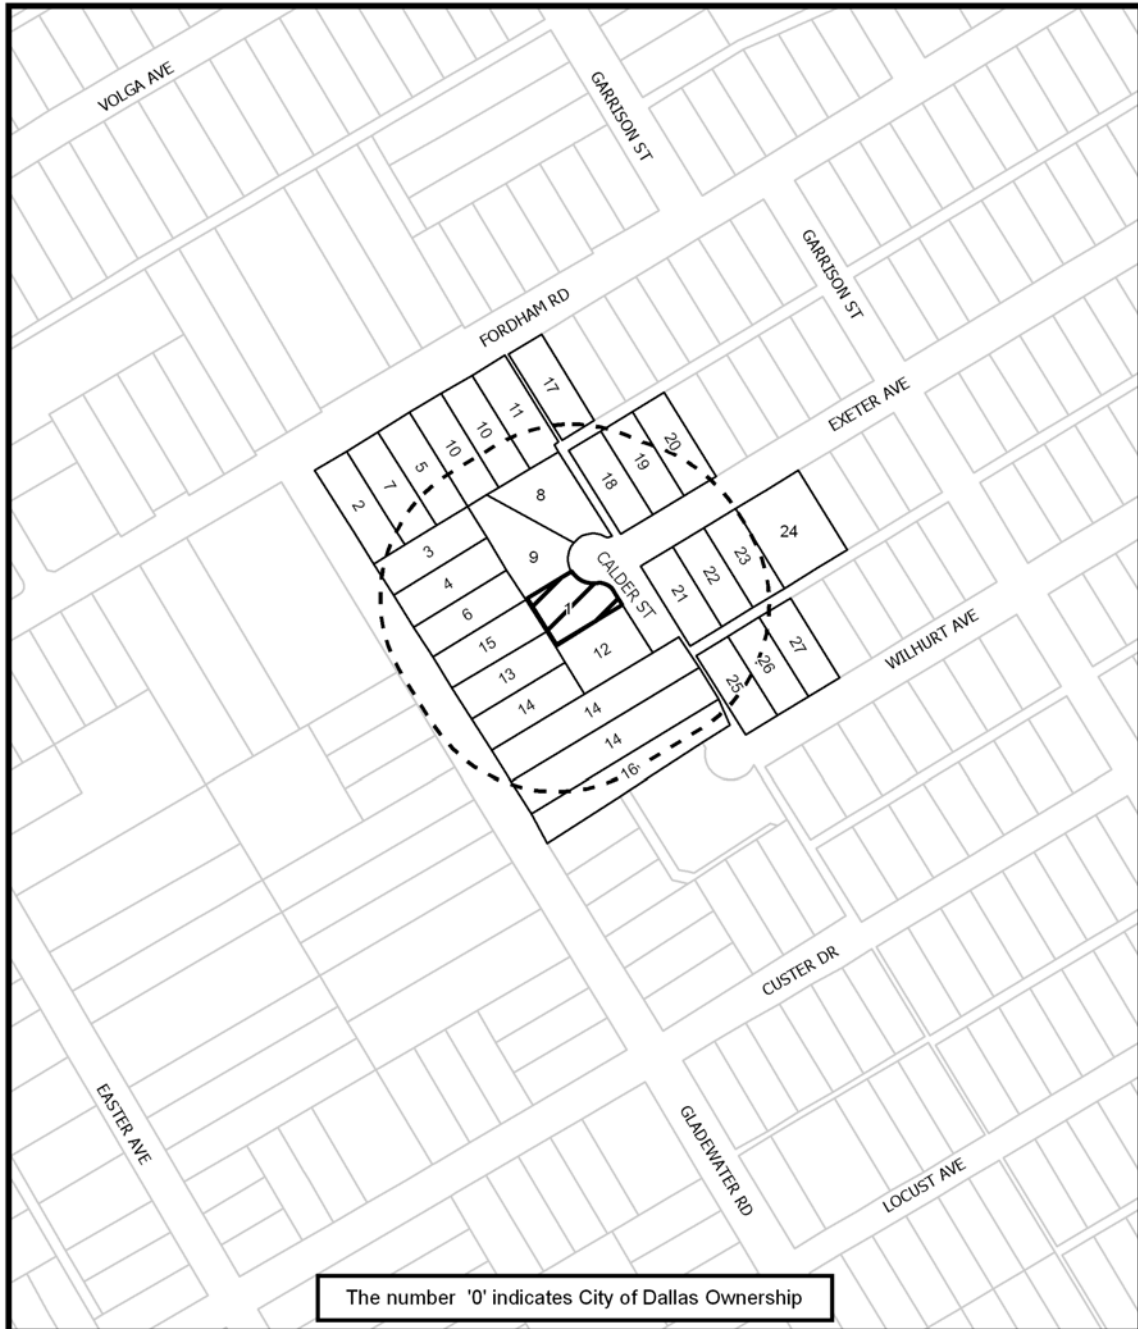 VOLGA AVE
GARRISON ST
GARRISON ST
FORDHAM RD
EXETER AVE
17
11
10
10
5
7
2
20
19
18
8
3
9
4
6
CALDER ST
24
23
22
21
1
15
12
13
14
14
14
16
25
26
27
WILHURT AVE
CUSTER DR
EASTER AVE
GLADEWATER RD
LOCUST AVE
The number '0' indicates City of Dallas Ownership